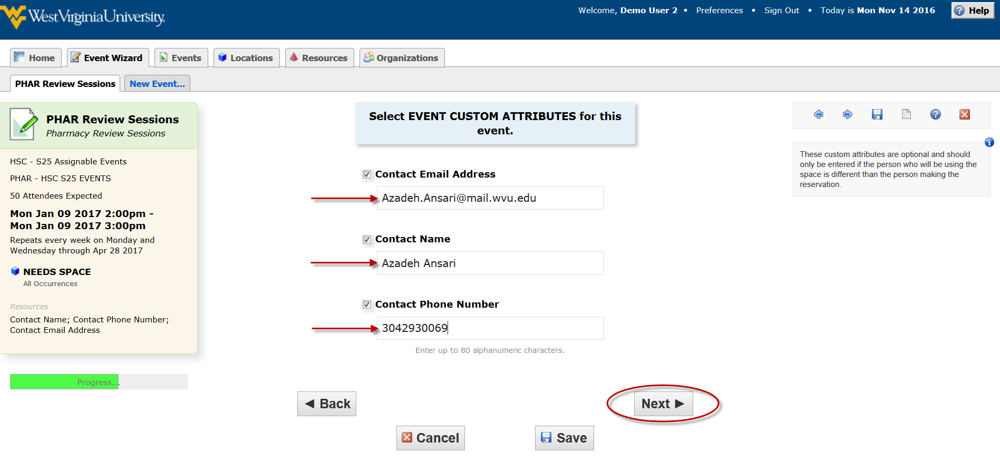 West Virginia University.
Welcome, Demo User 2 ▪ Preferences ▪ Sign Out ▪ Today is Mon Nov 14 2016
Help
Home
Event Wizard
Events
Locations
Resources
Organizations
PHAR Review Sessions
New Event...
PHAR Review Sessions
Pharmacy Review Sessions
HSC - S25 Assignable Events
PHAR - HSC S25 EVENTS
50 Attendees Expected
Mon Jan 09 2017 2:00pm -
Mon Jan 09 2017 3:00pm
Repeats every week on Monday and
Wednesday through Apr 28 2017
NEEDS SPACE
All Occurrences
Resources
Contact Name; Contact Phone Number;
Contact Email Address
Progress...
Select EVENT CUSTOM ATTRIBUTES for this
event.
Contact Email Address
Azadeh.Ansari@mail.wvu.edu
Contact Name
Azadeh Ansari
Contact Phone Number
3042930069
Enter up to 80 alphanumeric characters.
Back
Next
Cancel
Save
These custom attributes are optional and should
only be entered if the person who will be using the
space is different than the person making the
reservation.